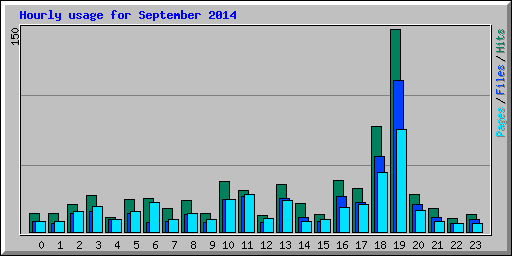 Hourly usage for September 2014
150
Pages/Files/Hits
0 1 2 3 4 5 6 7 8 9 10 11 12 13 14 15 16 17 18 19 20 21 22 23